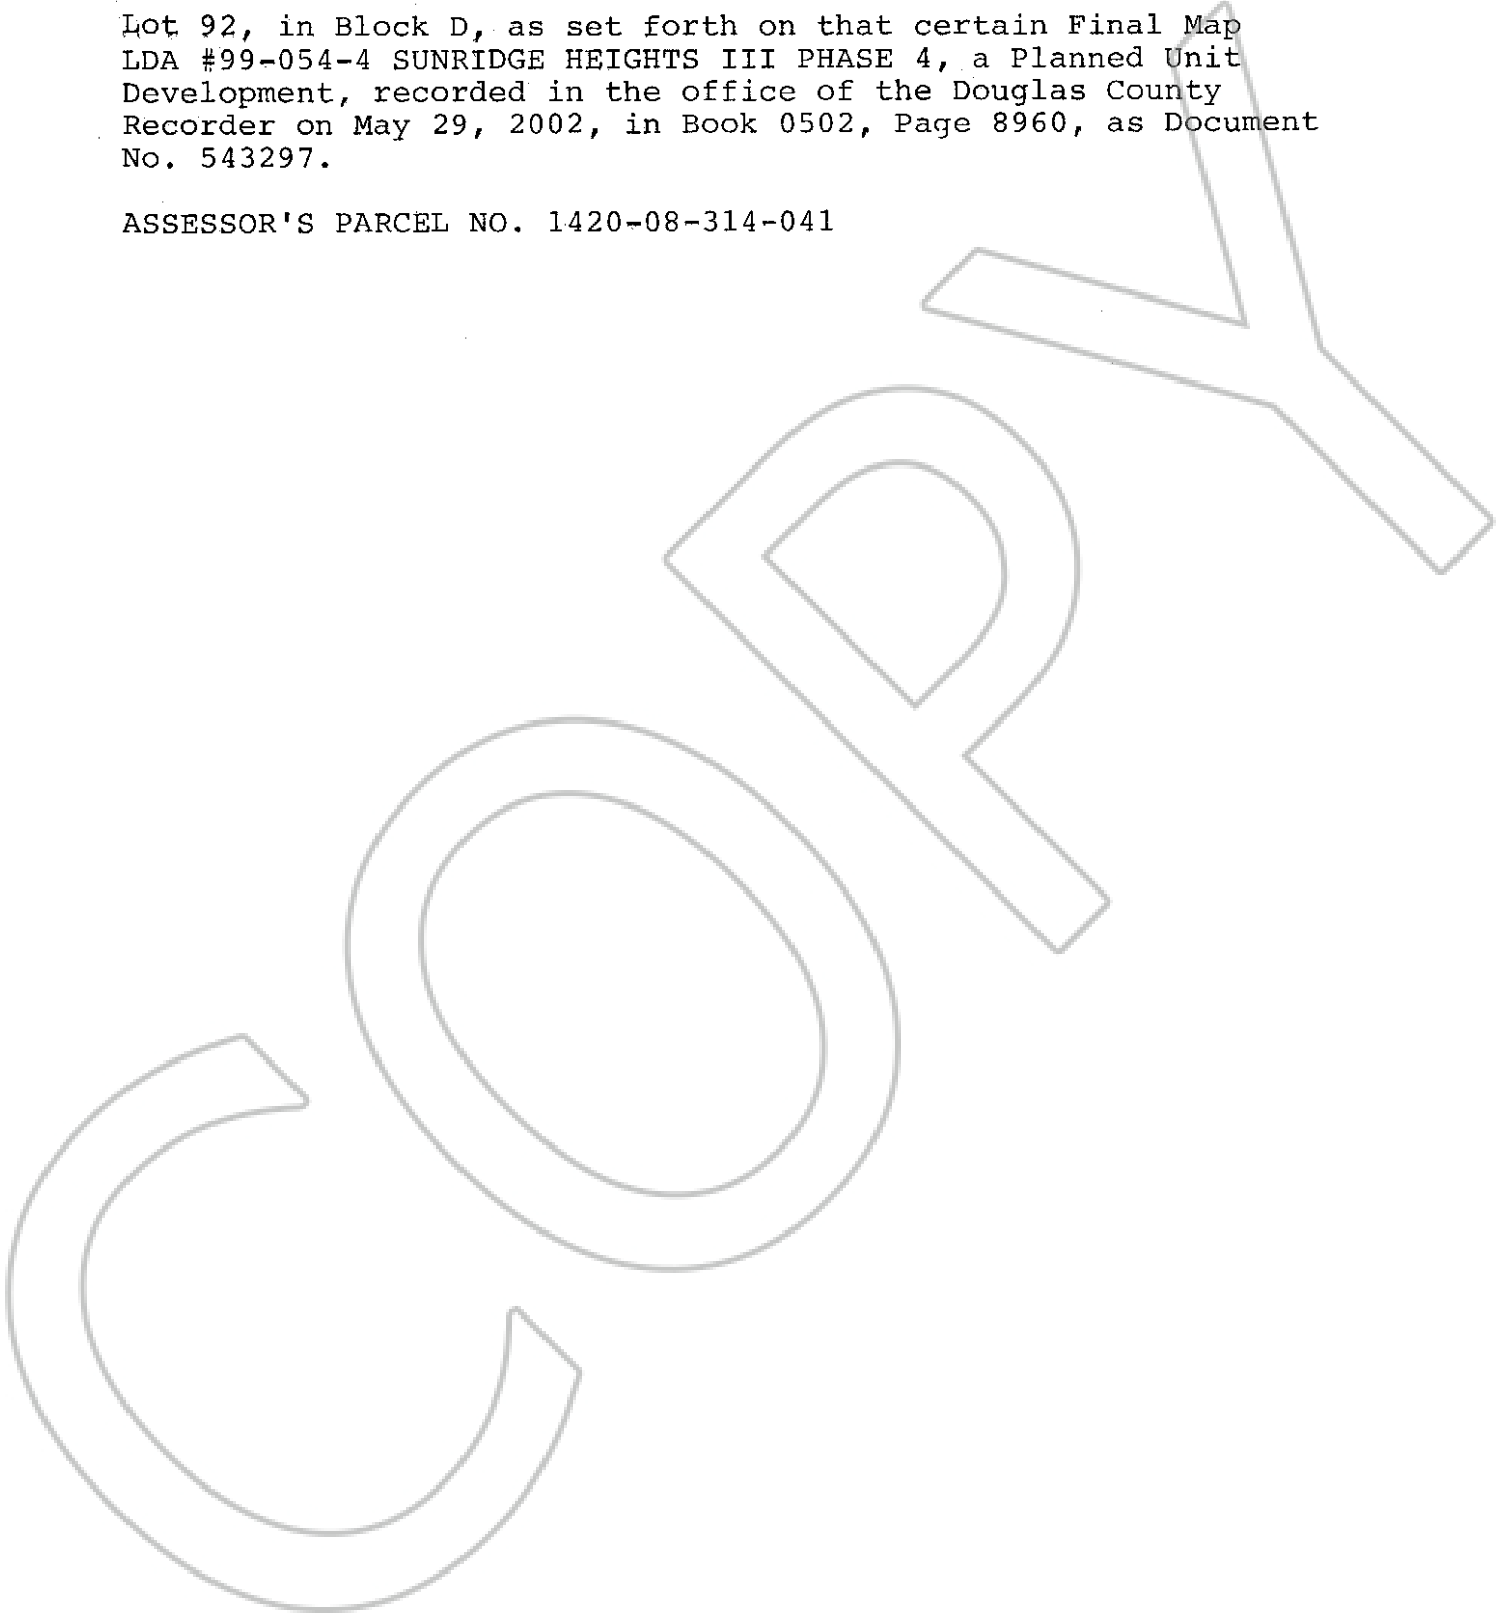 Lot 92, in Block D, as set forth on that certain Final Map
LDA #99-054-4 SUNRIDGE HEIGHTS III PHASE 4, a Planned Unit
Development, recorded in the office of the Douglas County
Recorder on May 29, 2002, in Book 0502, Page 8960, as Document
No. 543297.
ASSESSOR'S PARCEL NO. 1420-08-314-041
COPY